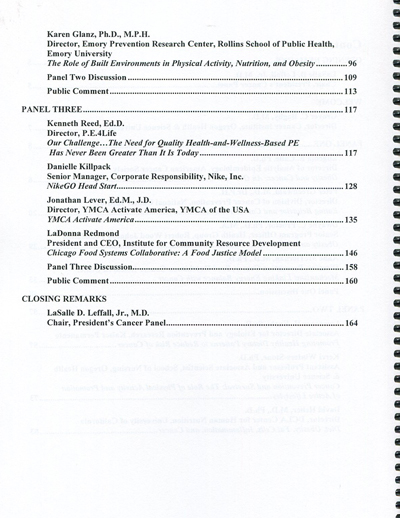 Karen Glanz, Ph.D., M.P.H.
Director, Emory Prevention Research Center, Rollins School of Public Health,
Emory University
The Role of Built Environments in Physical Activity, Nutrition, and Obesity ..............96
Panel Two Discussion.....................109
Public Comment.....................113
PANEL THREE.....................117
Kenneth Reed, Ed.D.
Director, P.E.4Life
Our Challenge…The Need for Quality Health-and-Wellness-Based PE
Has Never Been Greater Than It Is Today.....................117
Danielle Killpack
Senior Manager, Corporate Responsibility, Nike, Inc.
NikeGO Head Start.....................128
Jonathan Lever, Ed.M., J.D.
Director, YMCA Activate America, YMCA of the USA
YMCA Activate America.....................135
LaDonna Redmond
President and CEO, Institute for Community Resource Development
Chicago Food Systems Collaborative: A Food Justice Model.....................146
Panel Three Discussion.....................158
Public Comment.....................160
CLOSING REMARKS
LaSalle D. Leffall, Jr., M.D.
Chair, President's Cancer Panel.....................164